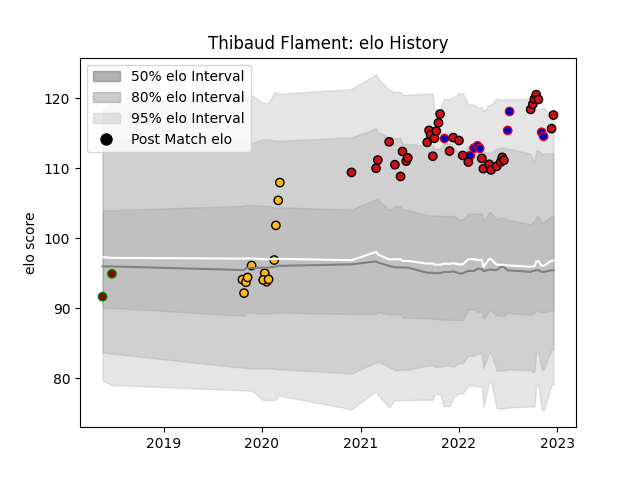 Thibaud Flament: elo History
50% elo Interval
80% elo Interval
95% elo Interval
Post Match elo
elo score
120
110
100
90
80
2019 2020 2021 2022 2023